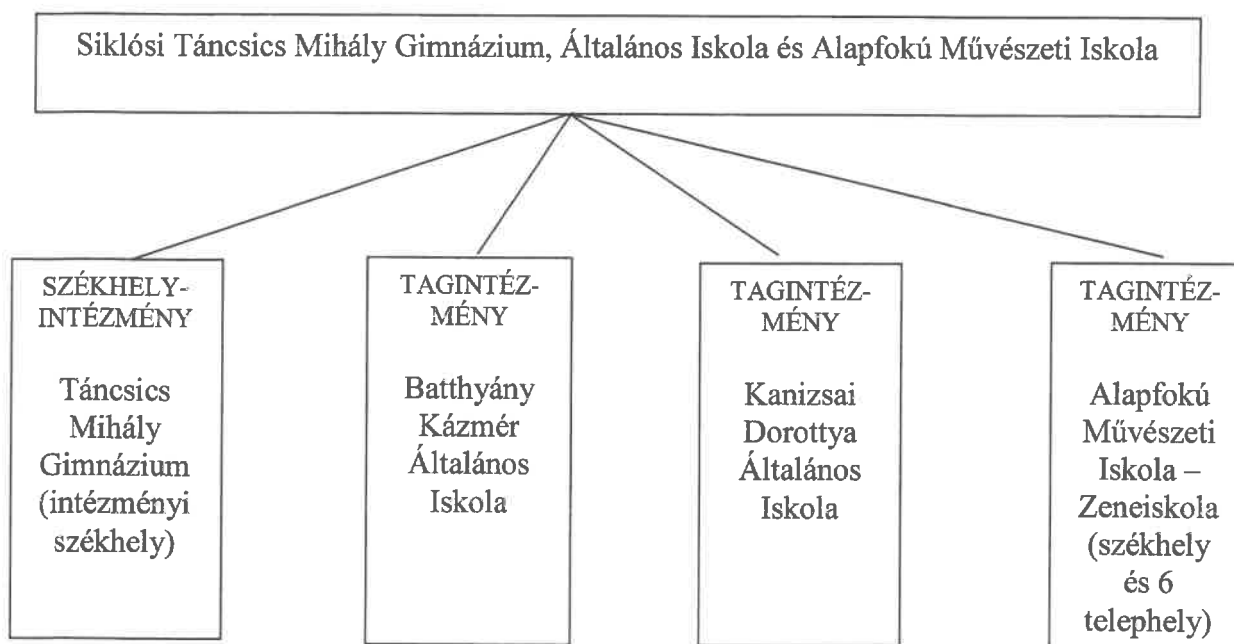 Siklósi Táncsics Mihály Gimnázium, Általános Iskola és Alapfokú Művészeti Iskola
SZÉKHELY-
INTÉZMÉNY
Táncsics
Mihály
Gimnázium
(intézményi
székhely)
TAGINTÉZ-
MÉNY
Batthyány
Kázmér
Általános
Iskola
TAGINTÉZ-
MÉNY
Kanizsai
Dorottya
Általános
Iskola
TAGINTÉZ-
MÉNY
Alapfokú
Művészeti
Iskola –
Zeneiskola
(székhely
és 6
telephely)